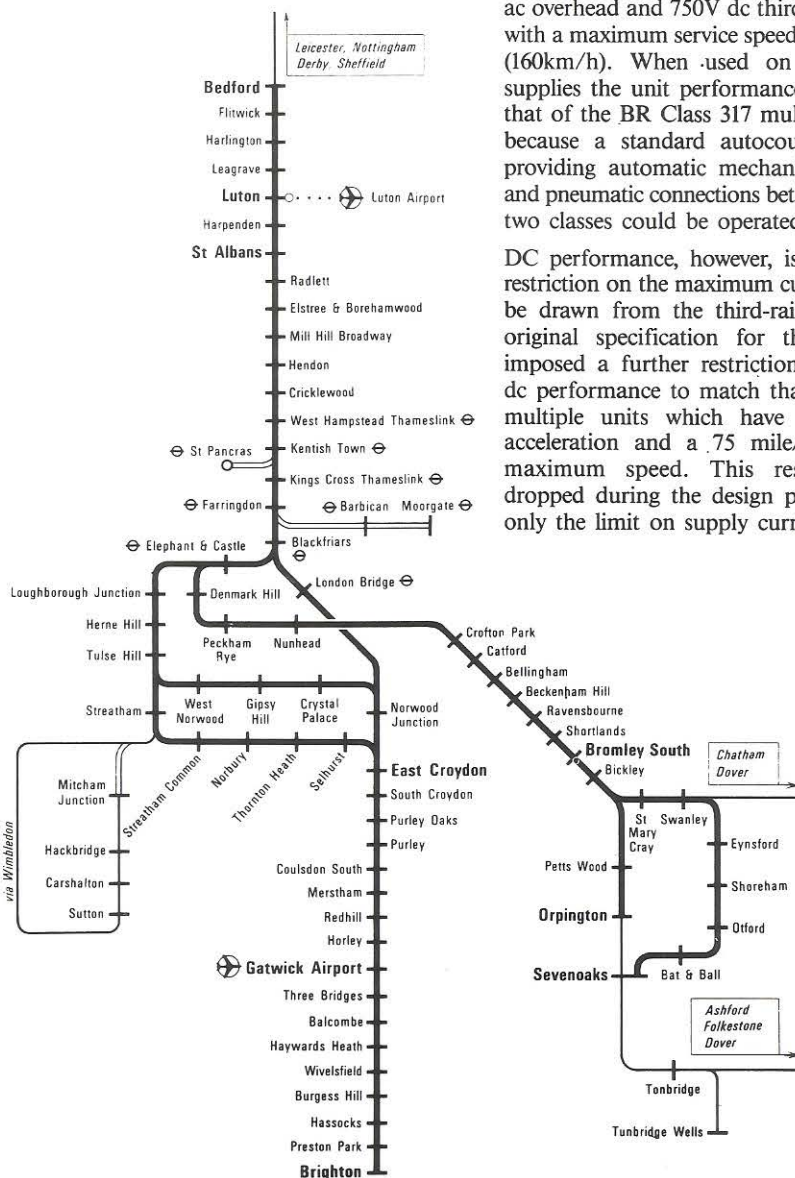 ac overhead and 750V dc third
with a maximum service speed
(160km/h). When used on
supplies the unit performance
that of the BR Class 317 mul
because a standard autocou
providing automatic mechan
and pneumatic connections bet
two classes could be operated
DC performance, however, is
restriction on the maximum cu
be drawn from the third-rai
original specification for th
imposed a further restriction
dc performance to match tha
multiple units which have
acceleration and a 75 mile/
maximum speed. This res
dropped during the design p
only the limit on supply curr
Leicester, Nottingham
Derby, Sheffield
Bedford
Flitwick
Harlington
Leagrave
Luton
Luton Airport
Harpenden
St Albans
Radlett
Elstree & Borehamwood
Mill Hill Broadway
Hendon
Cricklewood
West Hampstead Thameslink
St Pancras
Kentish Town
Kings Cross Thameslink
Farringdon
Barbican
Moorgate
Elephant & Castle
Blackfriars
London Bridge
Loughborough Junction
Denmark Hill
Herne Hill
Peckham
Rye
Nunhead
Tulse Hill
Crofton Park
Catford
Bellingham
Beckenham Hill
Ravensbourne
Shortlands
Bromley South
Bickley
Streatham
West
Norwood
Gipsy
Hill
Crystal
Palace
Norwood
Junction
Streatham Common
Norbury
Thornton Heath
Selhurst
East Croydon
South Croydon
Purley Oaks
Purley
Mitcham
Junction
Hackbridge
Carshalton
Sutton
via Wimbledon
Chatham
Dover
St
Mary
Cray
Swanley
Eynsford
Petts Wood
Shoreham
Orpington
Otford
Sevenoaks
Bat & Ball
Coulsdon South
Merstham
Redhill
Horley
Gatwick Airport
Three Bridges
Balcombe
Haywards Heath
Wivelsfield
Burgess Hill
Hassocks
Preston Park
Brighton
Ashford
Folkestone
Dover
Tonbridge
Tunbridge Wells